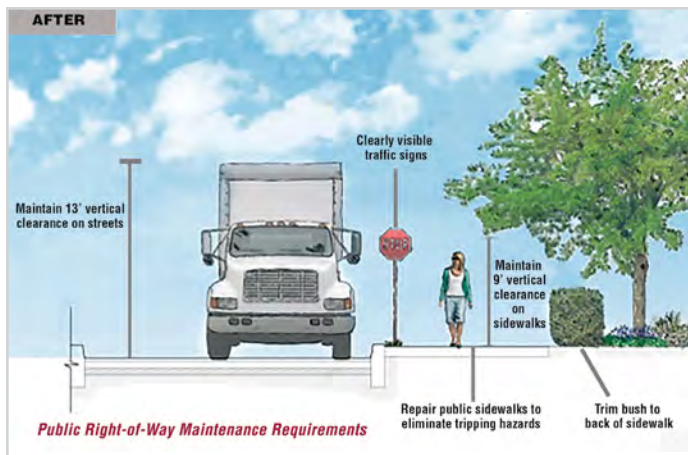 AFTER
Clearly visible
traffic signs
Maintain 13' vertical
clearance on streets
Maintain
9' vertical
clearance
on
sidewalks
Repair public sidewalks to
eliminate tripping hazards
Trim bush to
back of sidewalk
Public Right-of-Way Maintenance Requirements